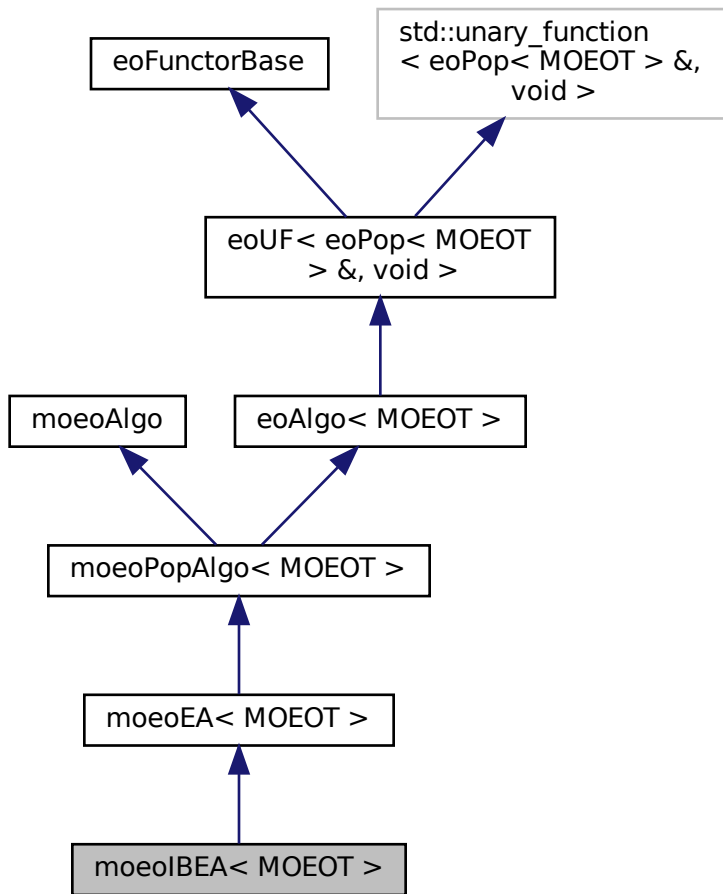 eoFunctorBase
std::unary_function
< eoPop< MOEOT > &,
void >
eoUF< eoPop< MOEOT
> &, void >
moeoAlgo
eoAlgo< MOEOT >
moeoPopAlgo< MOEOT >
moeoEA< MOEOT >
moeoIBEA< MOEOT >